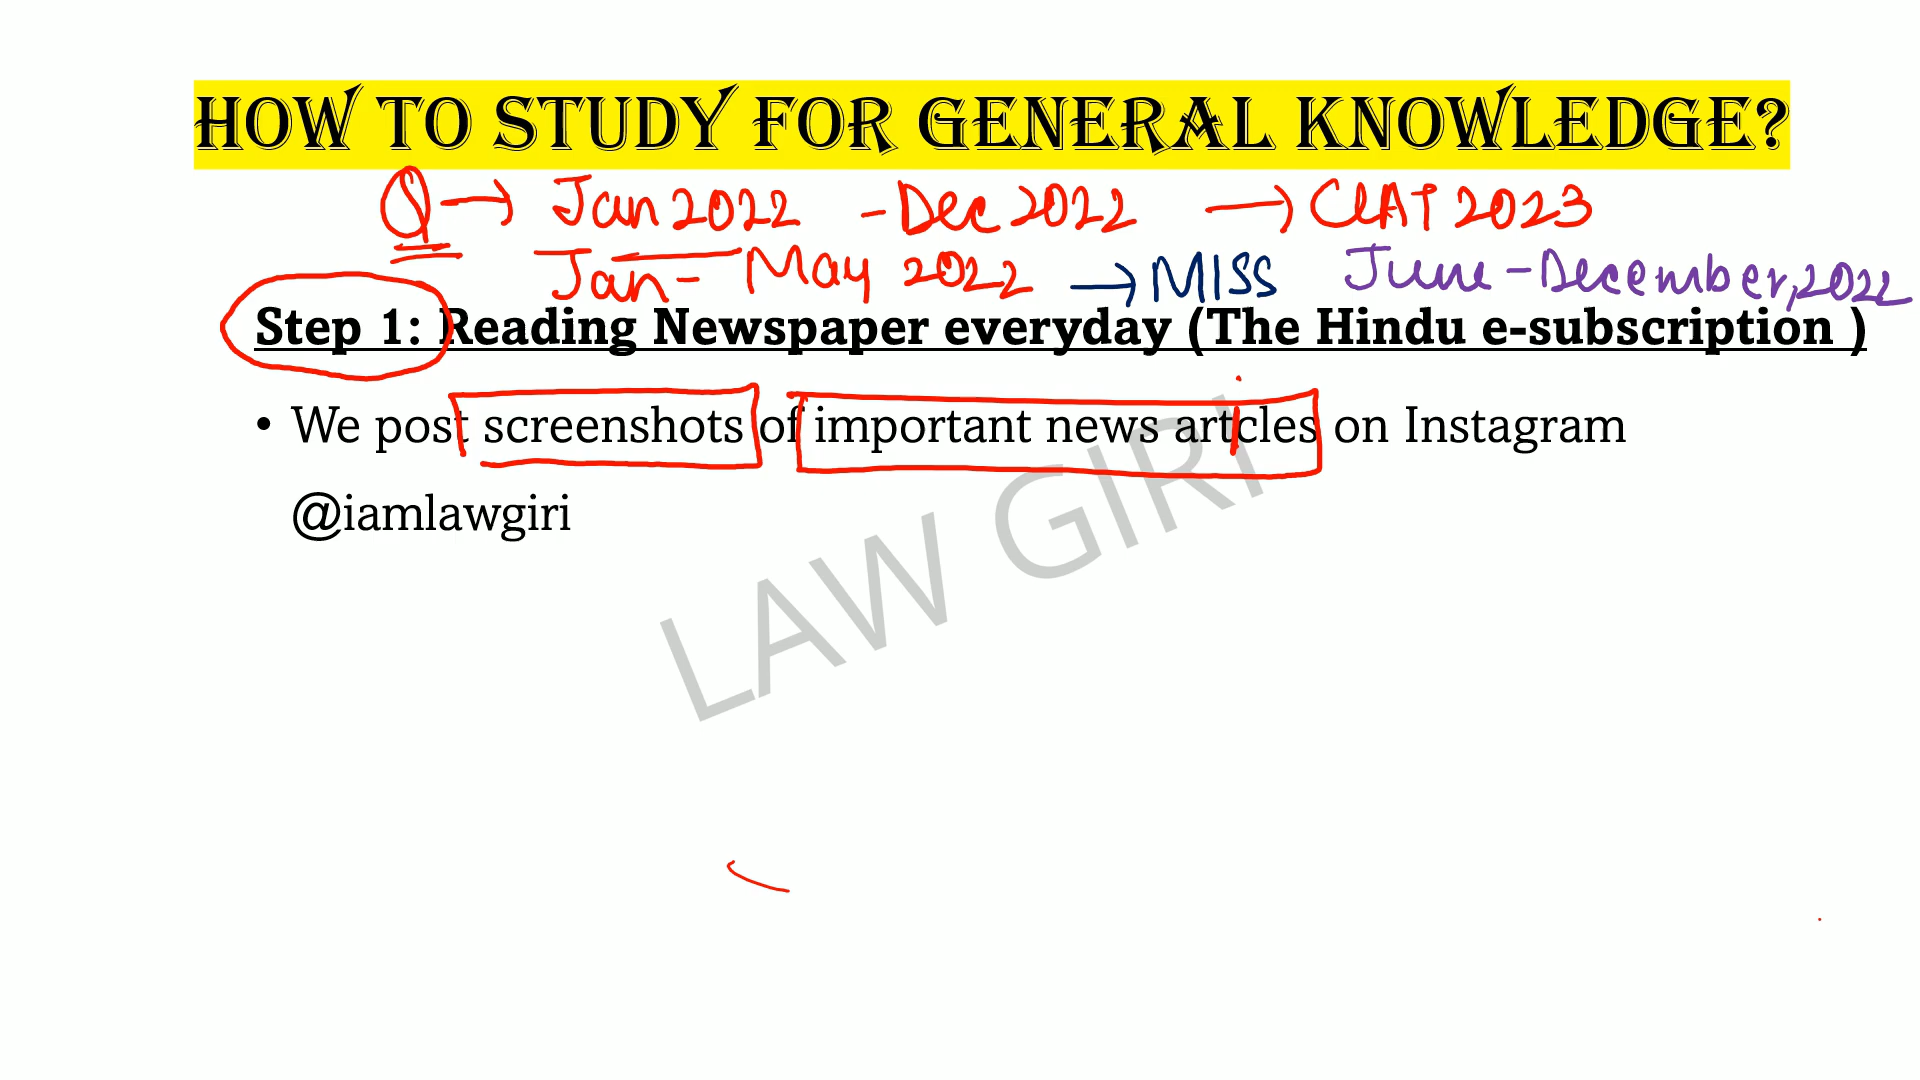 HOW TO STUDY FOR GENERAL KNOWLEDGE?
Q → Jan 2022 - Dec 2022 → CLAT 2023
Jan - May 2022 → MISS June - December, 2022
Step 1: Reading Newspaper everyday (The Hindu e-subscription )
• We post screenshots of important news artcles on Instagram
@iamlawgiri
LAW GIRI